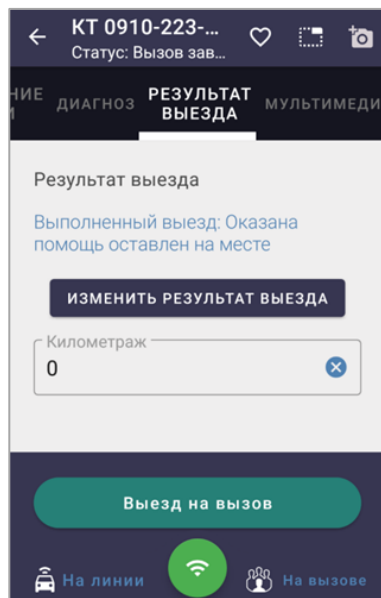 КТ 0910-223-...
Статус: Вызов зав...
НИЕ
ДИАГНОЗ
РЕЗУЛЬТАТ
ВЫЕЗДА
МУЛЬТИМЕДИ
Результат выезда
Выполненный выезд: Оказана
помощь оставлен на месте
ИЗМЕНИТЬ РЕЗУЛЬТАТ ВЫЕЗДА
Километраж
0
Выезд на вызов
На линии
На вызове